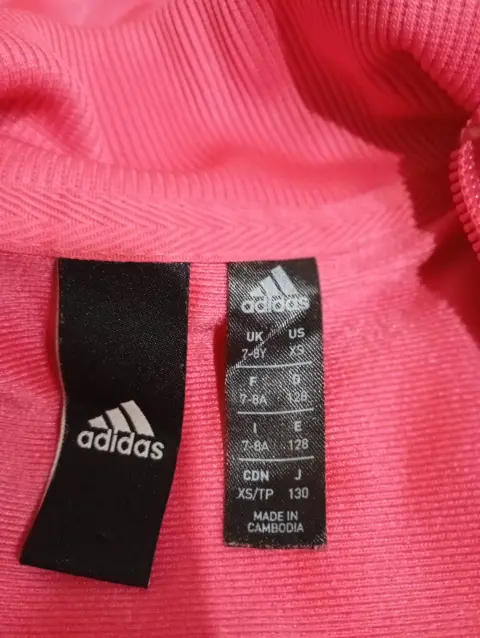 adidas
adidas
UK US
7-8Y XS
F D
7-8A 128
I E
7-8A 128
CDN J
XS/TP 130
MADE IN
CAMBODIA